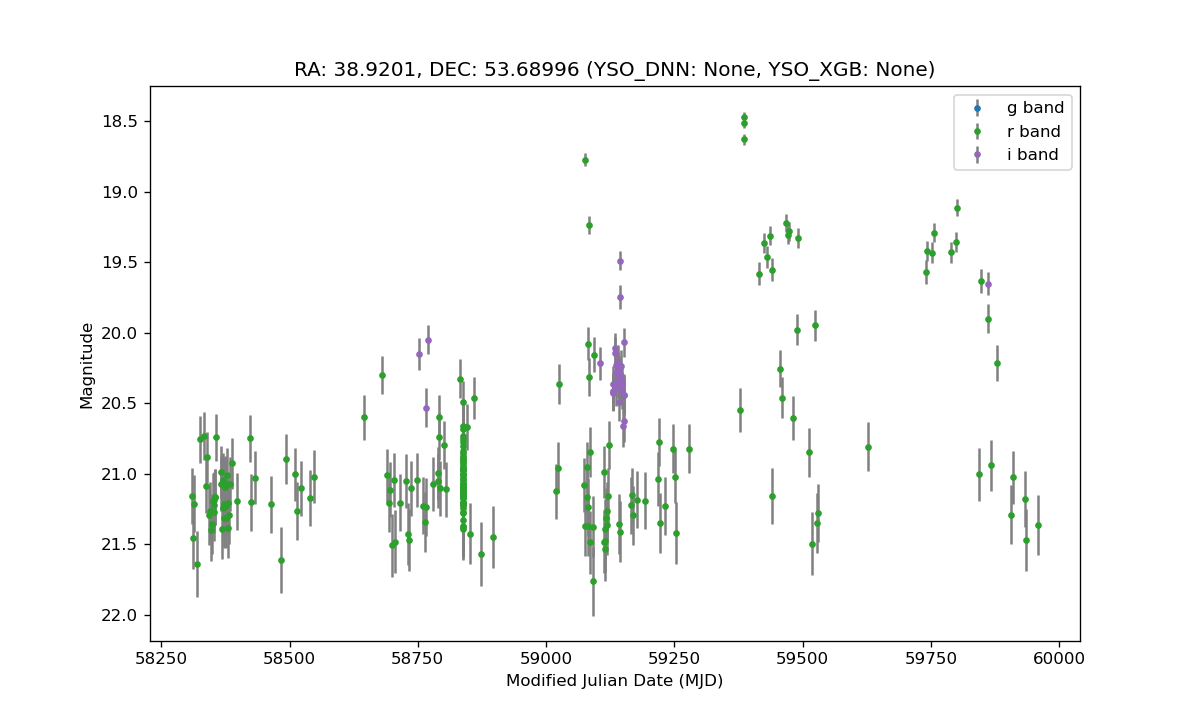 RA: 38.9201, DEC: 53.68996 (YSO_DNN: None, YSO_XGB: None)
g band
r band
i band
18.5
19.0
19.5
20.0
20.5
21.0
21.5
22.0
Magnitude
58250 58500 58750 59000 59250 59500 59750 60000
Modified Julian Date (MJD)